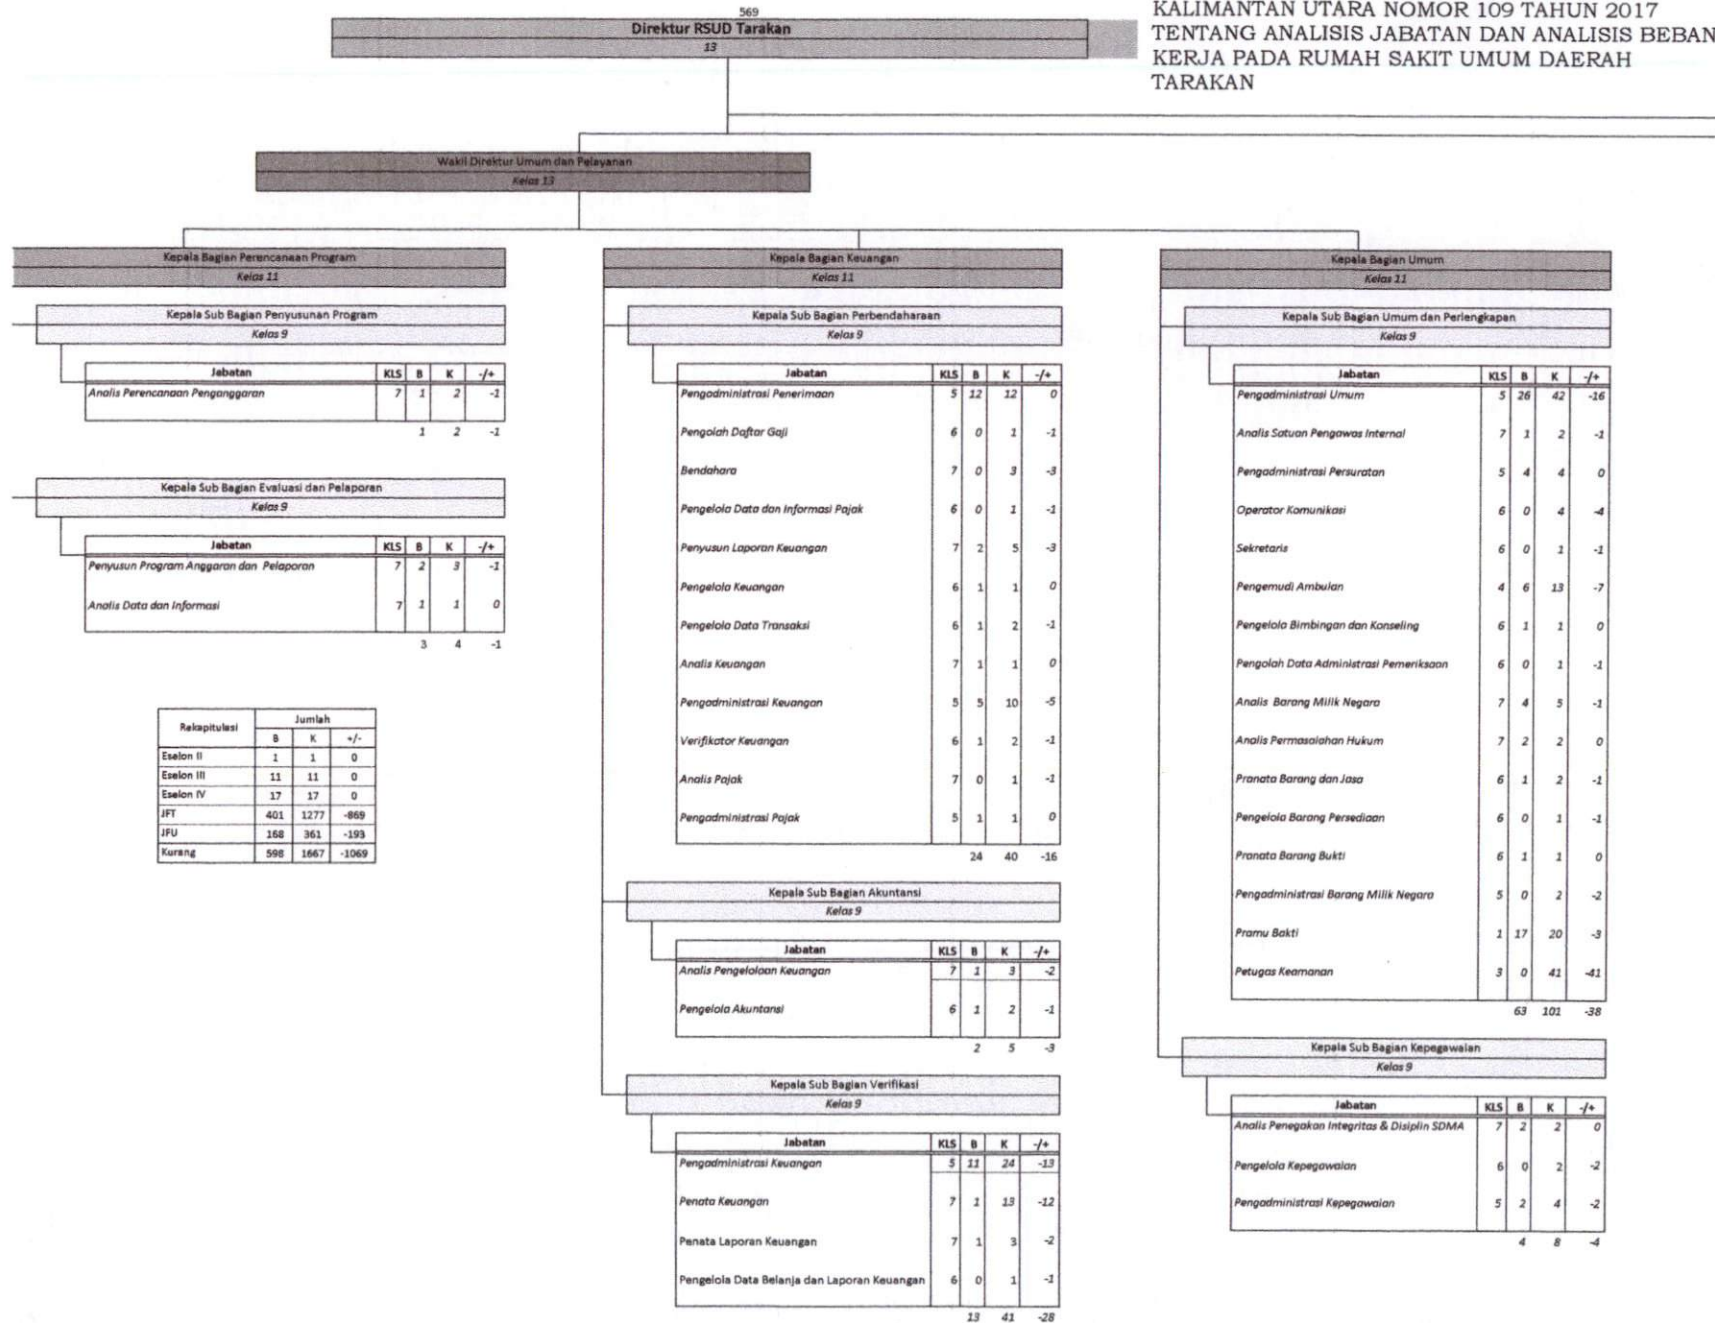 569
KALIMANTAN UTARA NOMOR 109 TAHUN 2017
TENTANG ANALISIS JABATAN DAN ANALISIS BEBAN
KERJA PADA RUMAH SAKIT UMUM DAERAH
TARAKAN
Direktur RSUD Tarakan
13
Wakil Direktur Umum dan Pelayanan
Kelas 13
Kepala Bagian Perencanaan Program
Kelas 11
Kepala Sub Bagian Penyusunan Program
Kelas 9
Jabatan KLS B K -/+
Analis Perencanaan Penganggaran 7 1 2 -1
1 2 -1
Kepala Sub Bagian Evaluasi dan Pelaporan
Kelas 9
Jabatan KLS B K -/+
Penyusun Program Anggaran dan Pelaporan 7 2 3 -1
Analis Data dan Informasi 7 1 1 0
3 4 -1
Rekapitulasi Jumlah
B K +/-
Eselon II 1 1 0
Eselon III 11 11 0
Eselon IV 17 17 0
JFT 401 1277 -869
JFU 168 361 -193
Kurang 598 1667 -1069
Kepala Bagian Keuangan
Kelas 11
Kepala Sub Bagian Perbendaharaan
Kelas 9
Jabatan KLS B K -/+
Pengadministrasi Penerimaan 5 12 12 0
Pengolah Daftar Gaji 6 0 1 -1
Bendahara 7 0 3 -3
Pengelola Data dan Informasi Pajak 6 0 1 -1
Penyusun Laporan Keuangan 7 2 5 -3
Pengelola Keuangan 6 1 1 0
Pengelola Data Transaksi 6 1 2 -1
Analis Keuangan 7 1 1 0
Pengadministrasi Keuangan 5 5 10 -5
Verifikator Keuangan 6 1 2 -1
Analis Pajak 7 0 1 -1
Pengadministrasi Pajak 5 1 1 0
24 40 -16
Kepala Sub Bagian Akuntansi
Kelas 9
Jabatan KLS B K -/+
Analis Pengelolaan Keuangan 7 1 3 -2
Pengelola Akuntansi 6 1 2 -1
2 5 -3
Kepala Sub Bagian Verifikasi
Kelas 9
Jabatan KLS B K -/+
Pengadministrasi Keuangan 5 11 24 -13
Penata Keuangan 7 1 13 -12
Penata Laporan Keuangan 7 1 3 -2
Pengelola Data Belanja dan Laporan Keuangan 6 0 1 -1
13 41 -28
Kepala Bagian Umum
Kelas 11
Kepala Sub Bagian Umum dan Perlengkapan
Kelas 9
Jabatan KLS B K -/+
Pengadministrasi Umum 5 26 42 -16
Analis Satuan Pengawas Internal 7 1 2 -1
Pengadministrasi Persuratan 5 4 4 0
Operator Komunikasi 6 0 4 -4
Sekretaris 6 0 1 -1
Pengemudi Ambulan 4 6 13 -7
Pengelola Bimbingan dan Konseling 6 1 1 0
Pengolah Data Administrasi Pemeriksaan 6 0 1 -1
Analis Barang Milik Negara 7 4 5 -1
Analis Permasalahan Hukum 7 2 2 0
Pranata Barang dan Jasa 6 1 2 -1
Pengelola Barang Persediaan 6 0 1 -1
Pranata Barang Bukti 6 1 1 0
Pengadministrasi Barang Milik Negara 5 0 2 -2
Pramu Bakti 1 17 20 -3
Petugas Keamanan 3 0 41 -41
63 101 -38
Kepala Sub Bagian Kepegawaian
Kelas 9
Jabatan KLS B K -/+
Analis Penegakan Integritas & Disiplin SDMA 7 2 2 0
Pengelola Kepegawaian 6 0 2 -2
Pengadministrasi Kepegawaian 5 2 4 -2
4 8 -4